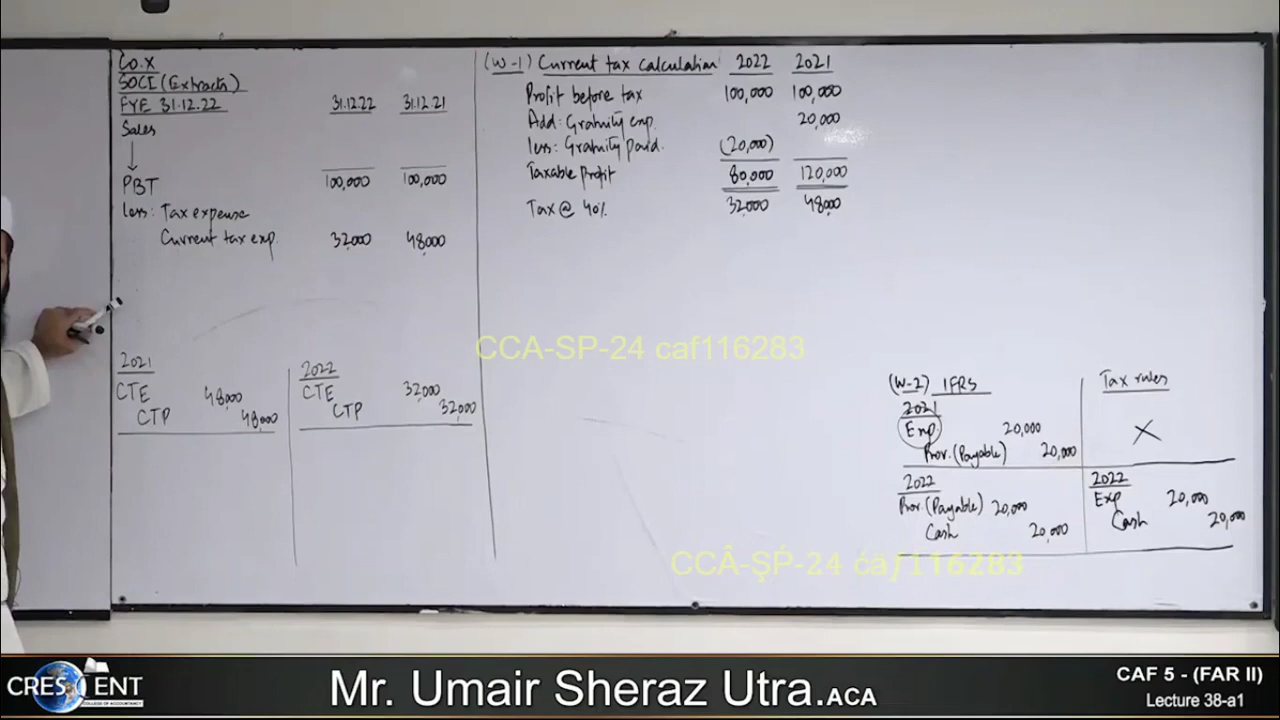 Co. X
SOCI (Extracts)
FYE 31.12.22 31.12.22 31.12.21
Sales
PBT 100,000 100,000
less: Tax expense
Current tax exp. 32,000 48,000
2021
CTE 48,000
CTP 48,000
2022
CTE 32,000
CTP 32,000
(W-1) Current tax calculation 2022 2021
Profit before tax 100,000 100,000
Add: Gratuity exp. 20,000
less: Gratuity paid. (20,000)
Taxable Profit 80,000 120,000
Tax @ 40% 32,000 48,000
(W-2) IFRS
2021
Exp. 20,000
Prov. (Payable) 20,000
2022
Prov. (Payable) 20,000
Cash 20,000
Tax rules
X
2022
Exp 20,000
Cash 20,000
CCA-SP-24 caf116283
CCÂ-ŞṔ-24 ćäƒ116283
CRESCENT
COLLEGE OF ACCOUNTANCY
Mr. Umair Sheraz Utra.ACA
CAF 5 - (FAR II)
Lecture 38-a1